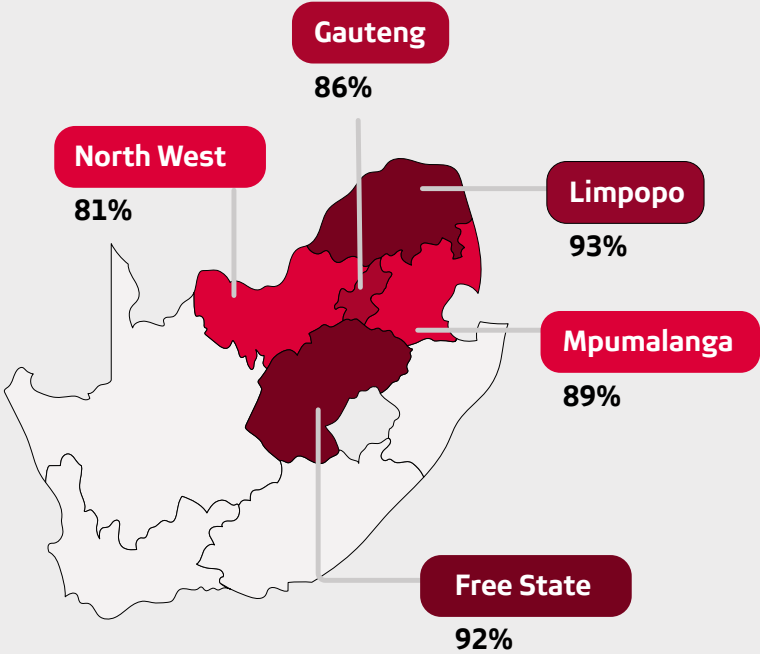 Gauteng
86%
North West
81%
Limpopo
93%
Mpumalanga
89%
Free State
92%